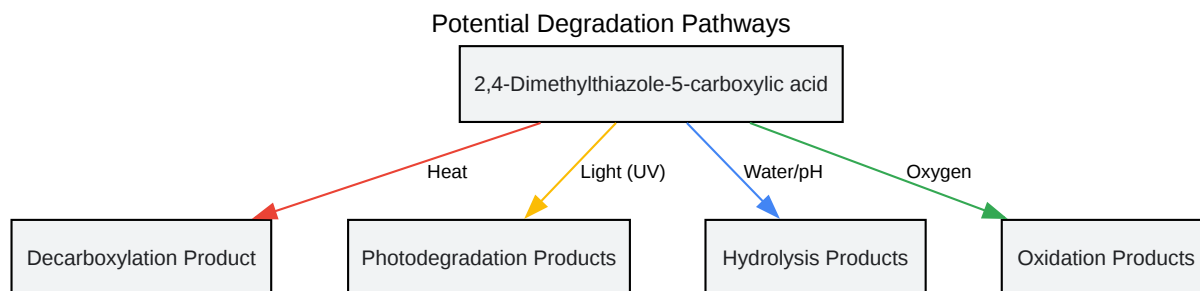 Potential Degradation Pathways
2,4-Dimethylthiazole-5-carboxylic acid
Heat
Light (UV)
Water/pH
Oxygen
Decarboxylation Product
Photodegradation Products
Hydrolysis Products
Oxidation Products